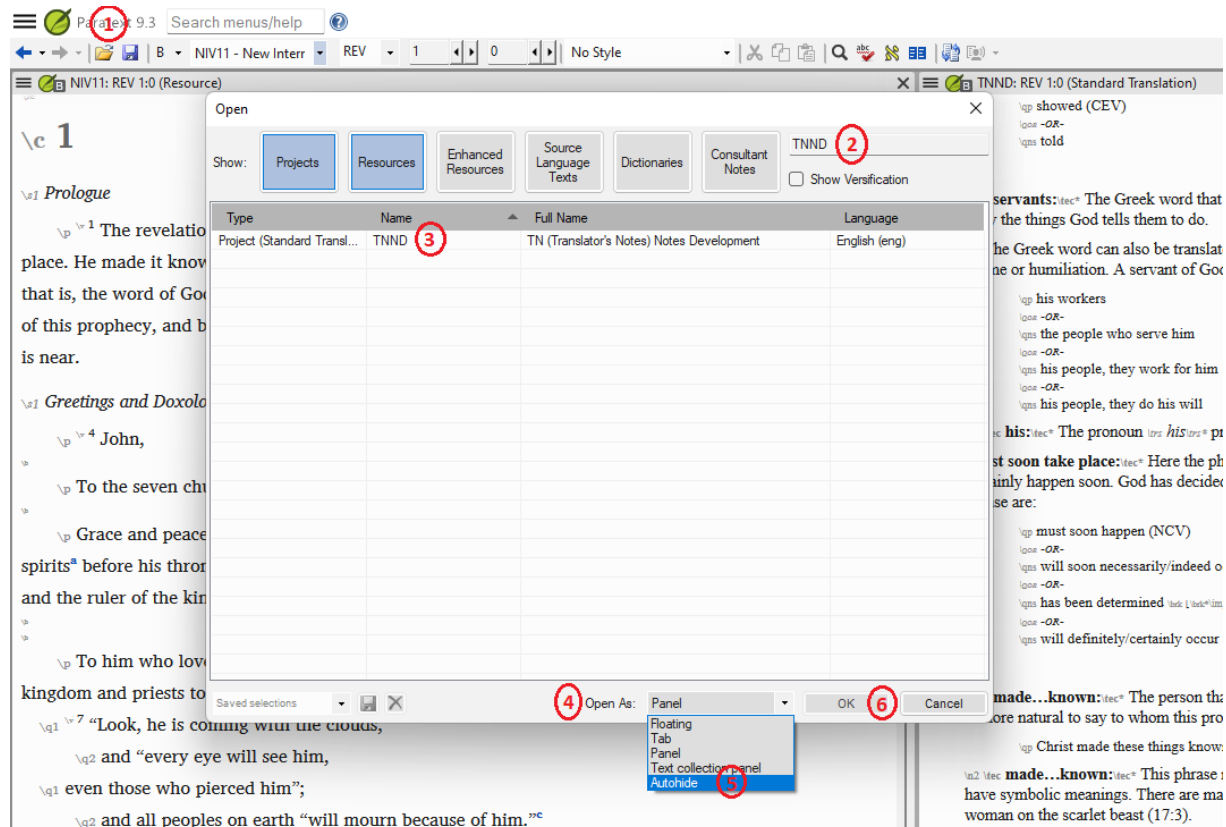 Paratext 9.3 Search menus/help
1
B NIV11 - New Interr REV 1 0 No Style
NIV11: REV 1:0 (Resource)
TNND: REV 1:0 (Standard Translation)
\c 1
\s1 Prologue
\p \v 1 The revelatio
place. He made it know
that is, the word of Go
of this prophecy, and b
is near.
\s1 Greetings and Doxolo
\p \v 4 John,
\b
\p To the seven chu
\b
\p Grace and peace
spirits a before his thron
and the ruler of the kin
\b
\b
\p To him who love
kingdom and priests to
\q1 \v 7 “Look, he is coming with the clouds,
\q2 and “every eye will see him,
\q1 even those who pierced him”;
\q2 and all peoples on earth “will mourn because of him.” c
Open
Show:
Projects
Resources
Enhanced
Resources
Source
Language
Texts
Dictionaries
Consultant
Notes
TNND
2
Show Versification
Type Name Full Name Language
Project (Standard Transl... TNND 3 TN (Translator's Notes) Notes Development English (eng)
Saved selections
4 Open As: Panel
OK 6 Cancel
Floating
Tab
Panel
Text collection panel
Autohide 5
\qp showed (CEV)
-OR-
\qns told
servants:\tec* The Greek word that
the things God tells them to do.
he Greek word can also be translat
me or humiliation. A servant of God
\qp his workers
-OR-
\qns the people who serve him
-OR-
\qns his people, they work for him
-OR-
\qns his people, they do his will
his:\tec* The pronoun \trs his\trs* pr
st soon take place:\tec* Here the ph
ainly happen soon. God has decided
se are:
\qp must soon happen (NCV)
-OR-
\qns will soon necessarily/indeed o
-OR-
\qns has been determined
-OR-
\qns will definitely/certainly occur
made…known:\tec* The person tha
ore natural to say to whom this pro
\qp Christ made these things know
\n2 \tec made…known:\tec* This phrase
have symbolic meanings. There are ma
woman on the scarlet beast (17:3).